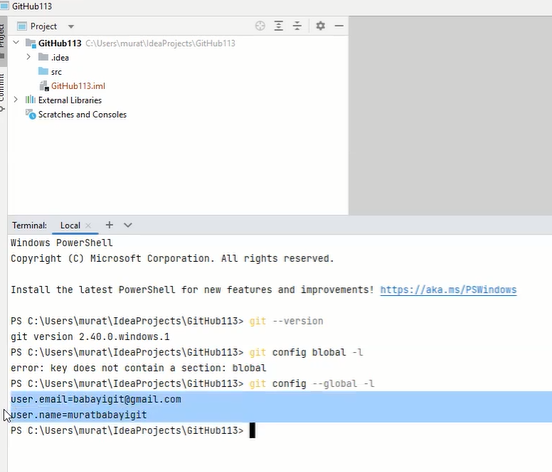 GitHub113
Project
Project
GitHub113 C:\Users\murat\IdeaProjects\GitHub113
.idea
src
GitHub113.iml
External Libraries
Scratches and Consoles
Commit
Terminal: Local
Windows PowerShell
Copyright (C) Microsoft Corporation. All rights reserved.
Install the latest PowerShell for new features and improvements! https://aka.ms/PSWindows
PS C:\Users\murat\IdeaProjects\GitHub113> git --version
git version 2.40.0.windows.1
PS C:\Users\murat\IdeaProjects\GitHub113> git config blobal -l
error: key does not contain a section: blobal
PS C:\Users\murat\IdeaProjects\GitHub113> git config --global -l
user.email=babayigit@gmail.com
user.name=muratbabayigit
PS C:\Users\murat\IdeaProjects\GitHub113>